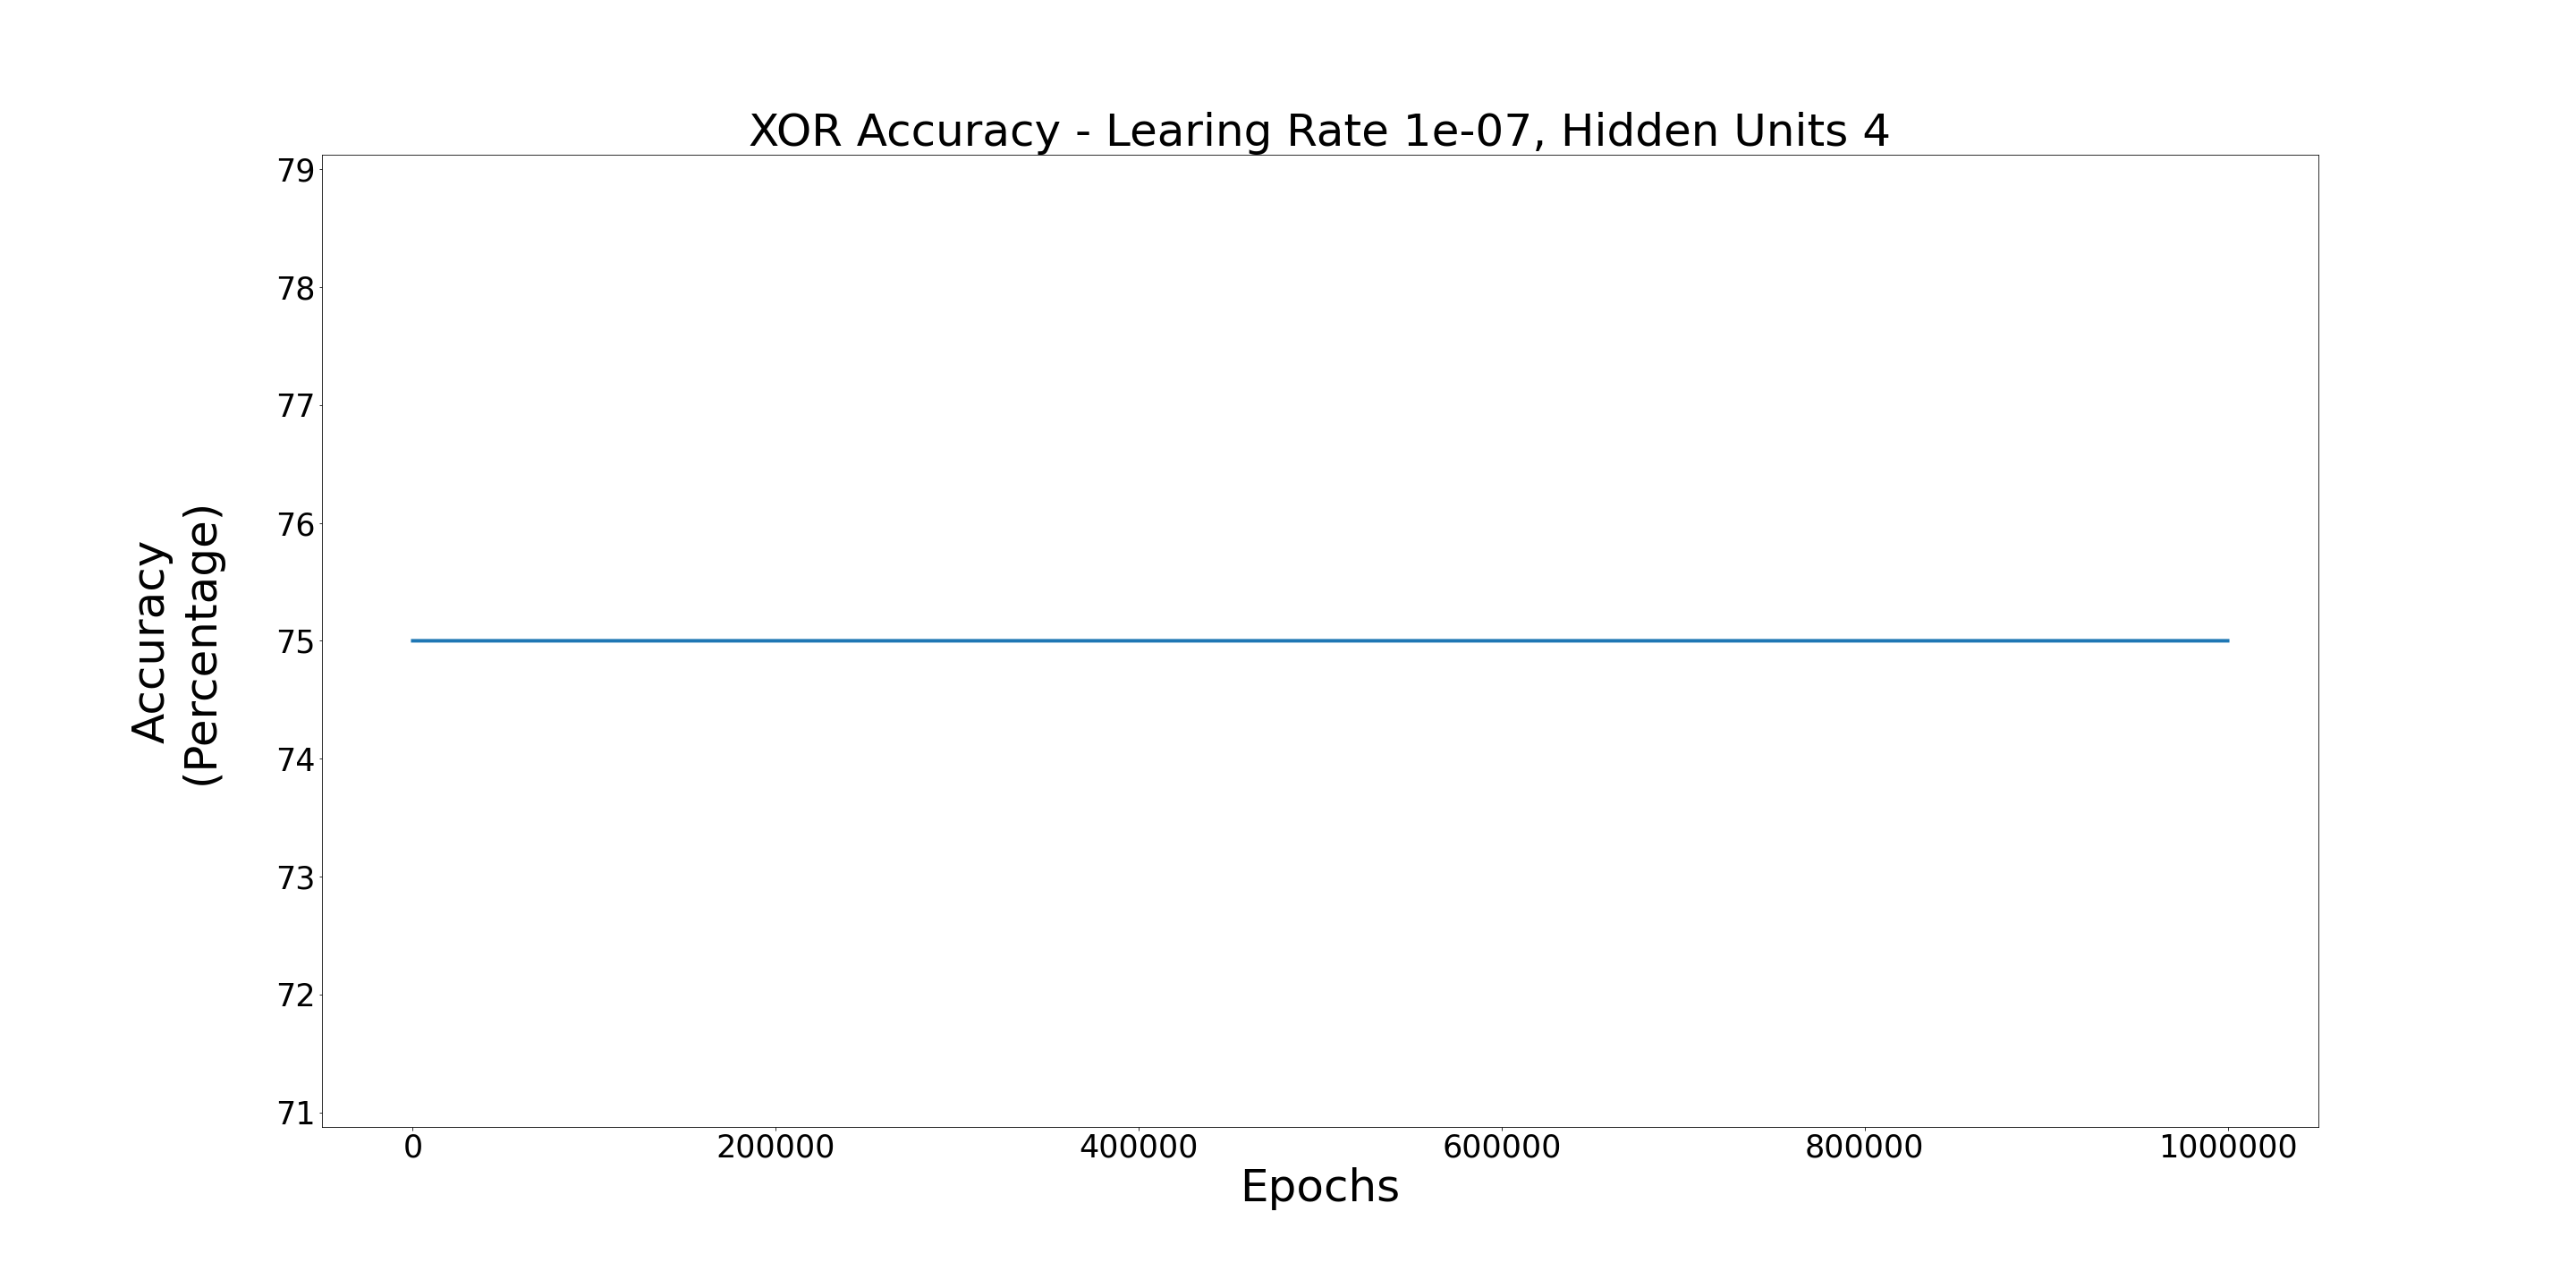 XOR Accuracy - Learing Rate 1e-07, Hidden Units 4
79
78
77
76
75
74
73
72
71
Accuracy
(Percentage)
0 200000 400000 600000 800000 1000000
Epochs